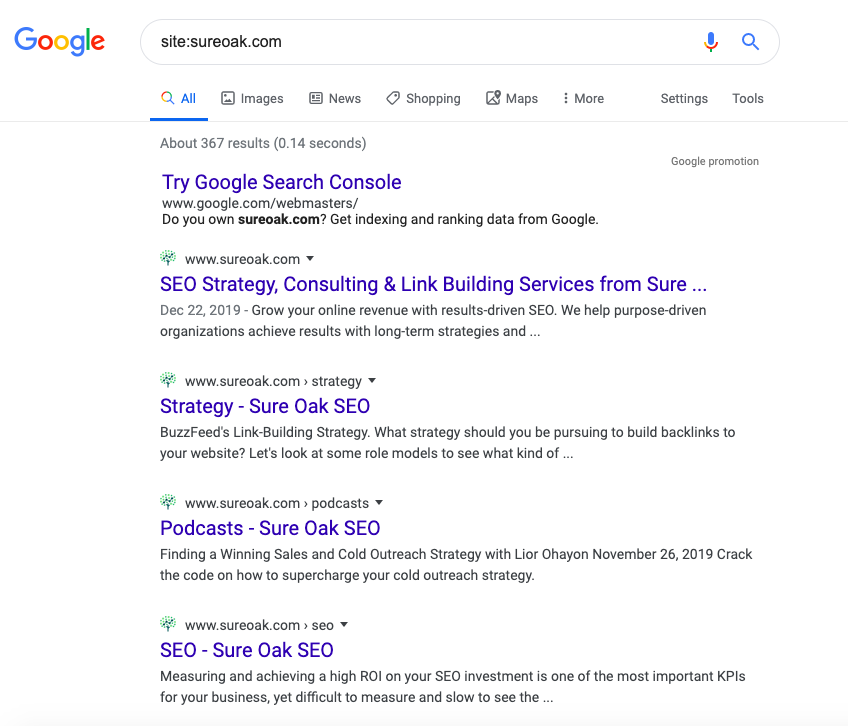 Google
site:sureoak.com
All Images News Shopping Maps More Settings Tools
About 367 results (0.14 seconds)
Google promotion
Try Google Search Console
www.google.com/webmasters/
Do you own sureoak.com? Get indexing and ranking data from Google.
www.sureoak.com
SEO Strategy, Consulting & Link Building Services from Sure ...
Dec 22, 2019 - Grow your online revenue with results-driven SEO. We help purpose-driven
organizations achieve results with long-term strategies and ...
www.sureoak.com › strategy
Strategy - Sure Oak SEO
BuzzFeed's Link-Building Strategy. What strategy should you be pursuing to build backlinks to
your website? Let's look at some role models to see what kind of ...
www.sureoak.com › podcasts
Podcasts - Sure Oak SEO
Finding a Winning Sales and Cold Outreach Strategy with Lior Ohayon November 26, 2019 Crack
the code on how to supercharge your cold outreach strategy.
www.sureoak.com › seo
SEO - Sure Oak SEO
Measuring and achieving a high ROI on your SEO investment is one of the most important KPIs
for your business, yet difficult to measure and slow to see the ...